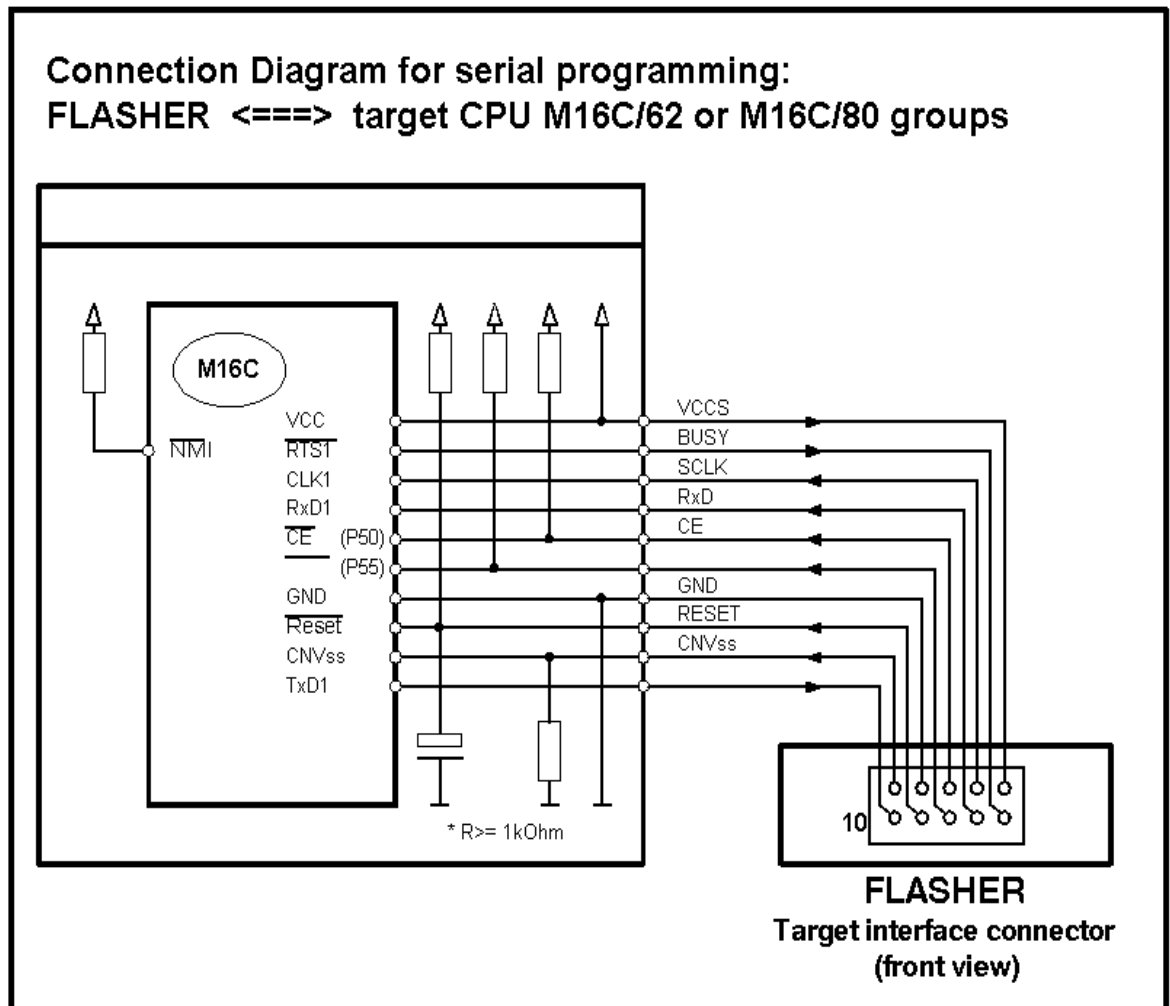 Connection Diagram for serial programming:
FLASHER <===> target CPU M16C/62 or M16C/80 groups
M16C
NMI
VCC
RTS1
CLK1
RxD1
CE (P50)
(P55)
GND
Reset
CNVss
TxD1
VCCS
BUSY
SCLK
RxD
CE
GND
RESET
CNVss
* R>= 1kOhm
10
FLASHER
Target interface connector
(front view)